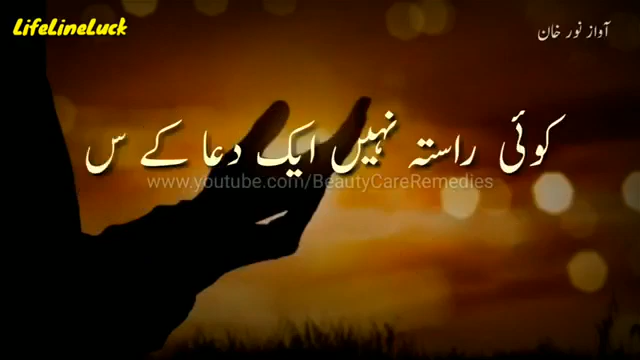 LifeLineLuck
آواز نور خان
کوئی راستہ نہیں ایک دعا کے س
www.youtube.com/BeautyCareRemedies